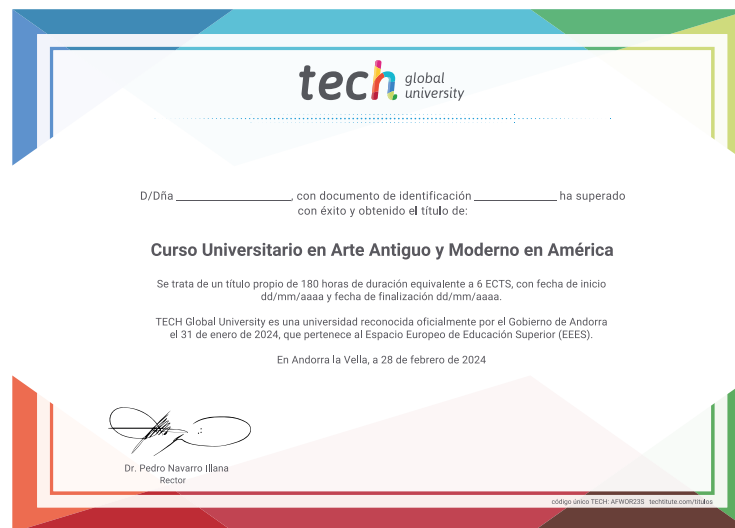 tech global university
D/Dña ____________________, con documento de identificación ______________ ha superado
con éxito y obtenido el título de:
Curso Universitario en Arte Antiguo y Moderno en América
Se trata de un título propio de 180 horas de duración equivalente a 6 ECTS, con fecha de inicio
dd/mm/aaaa y fecha de finalización dd/mm/aaaa.
TECH Global University es una universidad reconocida oficialmente por el Gobierno de Andorra
el 31 de enero de 2024, que pertenece al Espacio Europeo de Educación Superior (EEES).
En Andorra la Vella, a 28 de febrero de 2024
Dr. Pedro Navarro Illana
Rector
código único TECH: AFWOR23S techtitute.com/titulos